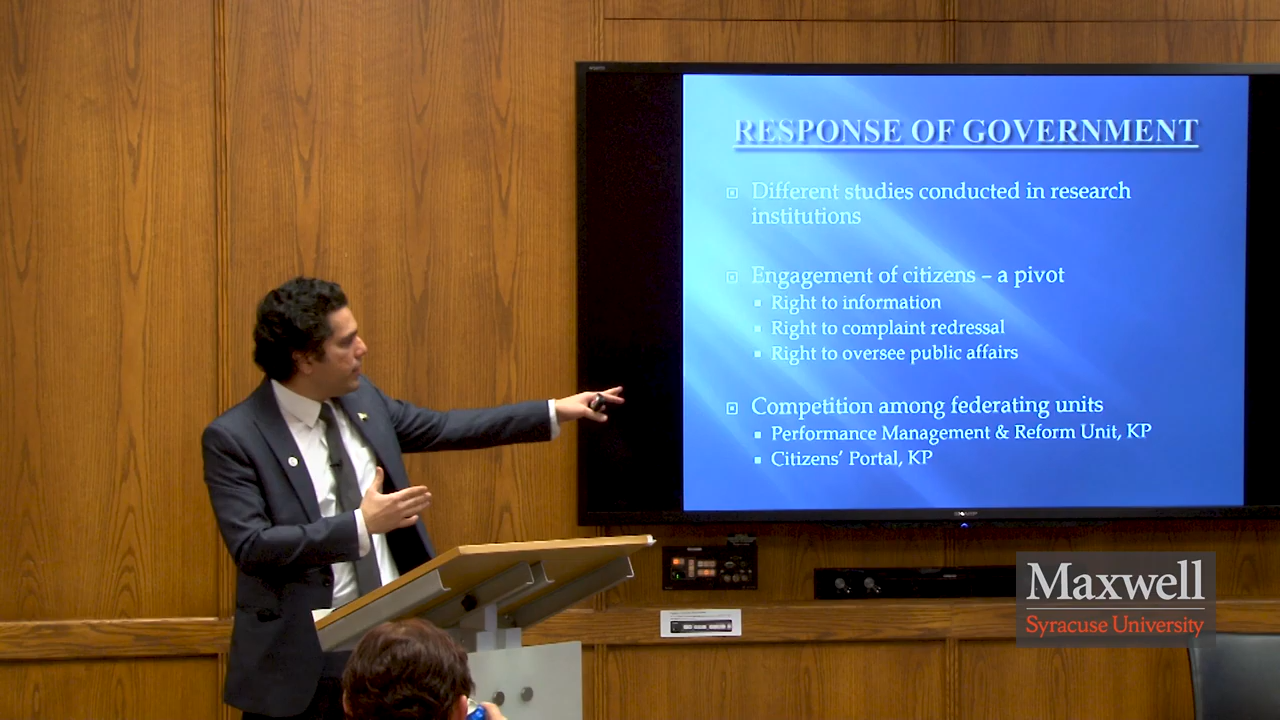 RESPONSE OF GOVERNMENT
Different studies conducted in research
institutions
Engagement of citizens – a pivot
Right to information
Right to complaint redressal
Right to oversee public affairs
Competition among federating units
Performance Management & Reform Unit, KP
Citizens' Portal, KP
SHARP
Maxwell
Syracuse University